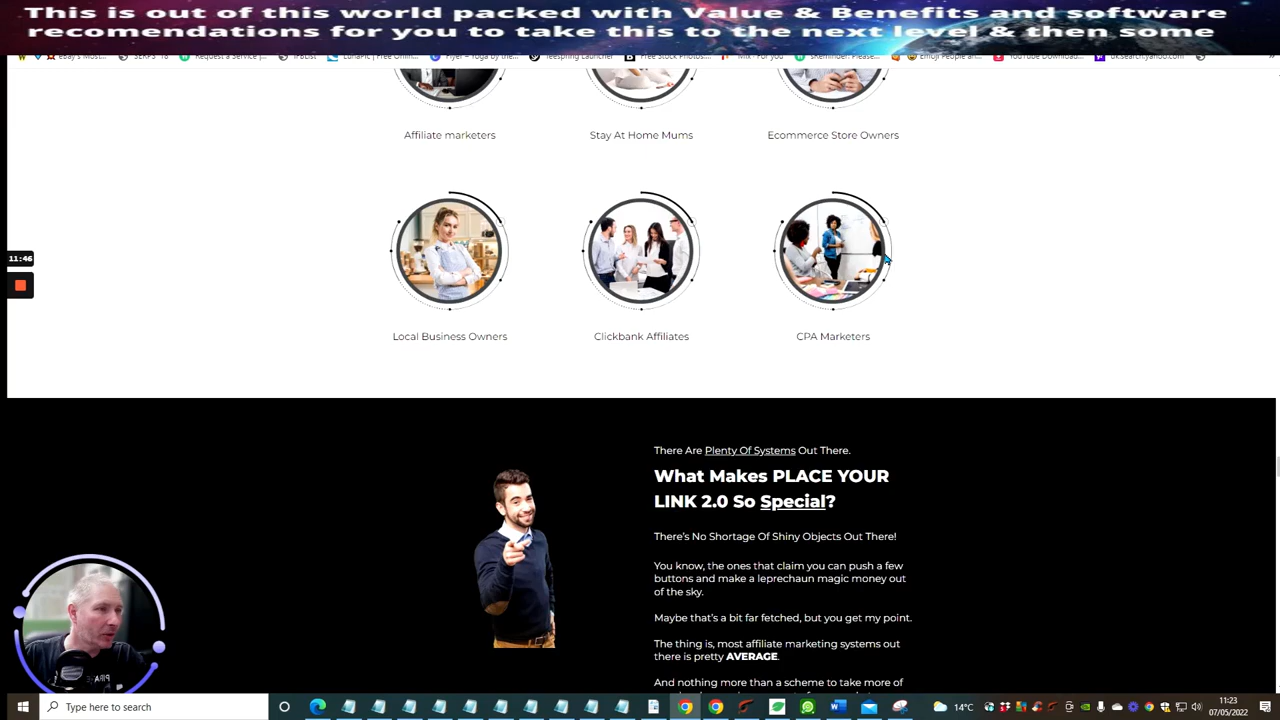 This is out of this world packed with Value & Benefits and software
recomendations for you to take this to the next level & then some
Affiliate marketers
Stay At Home Mums
Ecommerce Store Owners
11:46
Local Business Owners
Clickbank Affiliates
CPA Marketers
There Are Plenty Of Systems Out There.
What Makes PLACE YOUR
LINK 2.0 So Special?
There's No Shortage Of Shiny Objects Out There!
You know, the ones that claim you can push a few
buttons and make a leprechaun magic money out
of the sky.
Maybe that's a bit far fetched, but you get my point.
The thing is, most affiliate marketing systems out
there is pretty AVERAGE.
And nothing more than a scheme to take more of
Type here to search
14°C
11:23
07/05/2022